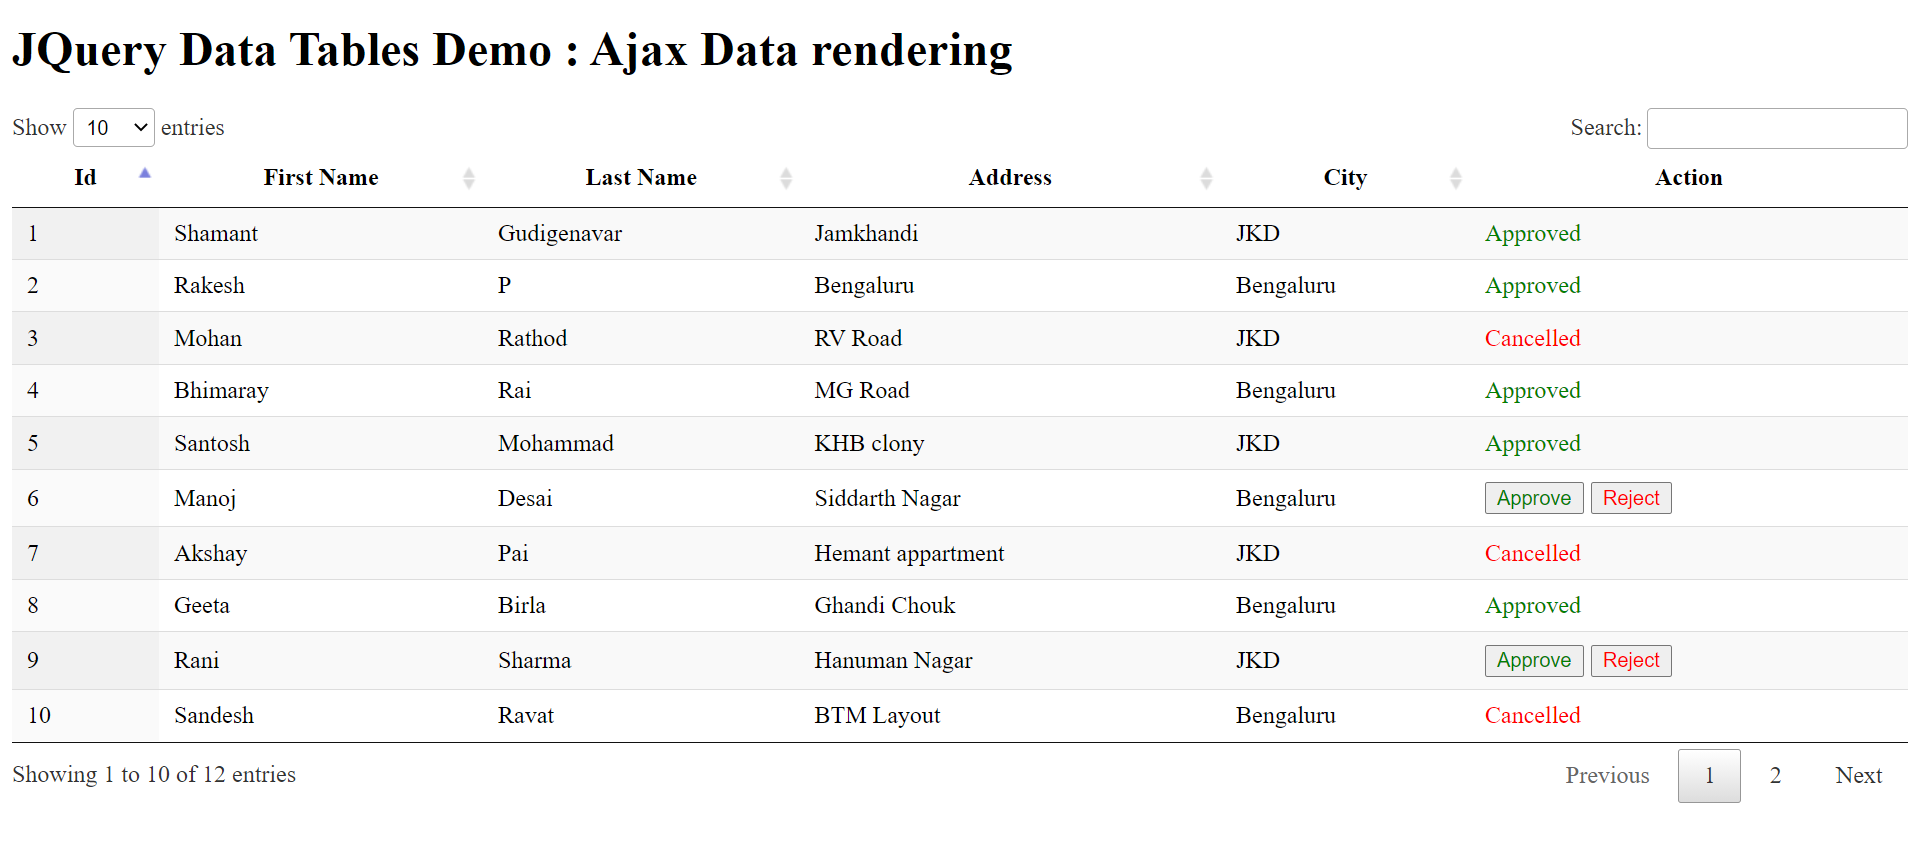 JQuery Data Tables Demo : Ajax Data rendering
Show 10 entries Search:
Id First Name Last Name Address City Action
1 Shamant Gudigenavar Jamkhandi JKD Approved
2 Rakesh P Bengaluru Bengaluru Approved
3 Mohan Rathod RV Road JKD Cancelled
4 Bhimaray Rai MG Road Bengaluru Approved
5 Santosh Mohammad KHB clony JKD Approved
6 Manoj Desai Siddarth Nagar Bengaluru Approve Reject
7 Akshay Pai Hemant appartment JKD Cancelled
8 Geeta Birla Ghandi Chouk Bengaluru Approved
9 Rani Sharma Hanuman Nagar JKD Approve Reject
10 Sandesh Ravat BTM Layout Bengaluru Cancelled
Showing 1 to 10 of 12 entries Previous 1 2 Next